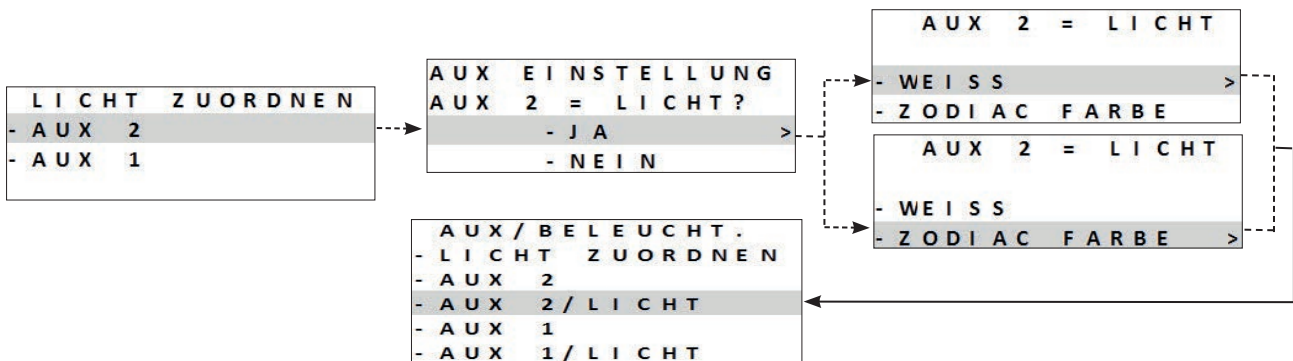 LICHT ZUORDNEN
- AUX 2
- AUX 1
AUX EINSTELLUNG
AUX 2 = LICHT?
- JA >
- NEIN
AUX 2 = LICHT
- WEISS >
- ZODIAC FARBE
AUX 2 = LICHT
- WEISS
- ZODIAC FARBE >
AUX/BELEUCHT.
- LICHT ZUORDNEN
- AUX 2
- AUX 2/LICHT
- AUX 1
- AUX 1/LICHT